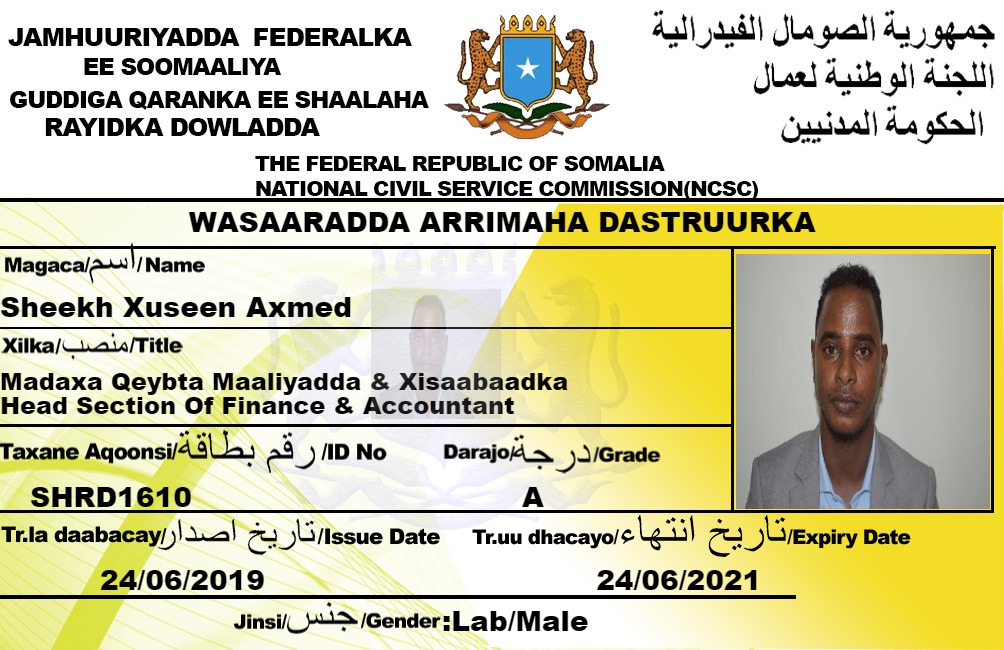 JAMHUURIYADDA FEDERALKA
EE SOOMAALIYA
GUDDIGA QARANKA EE SHAALAHA
RAYIDKA DOWLADDA
جمهورية الصومال الفيدرالية
اللجنة الوطنية لعمال
الحكومة المدنيين
THE FEDERAL REPUBLIC OF SOMALIA
NATIONAL CIVIL SERVICE COMMISSION(NCSC)
WASAARADDA ARRIMAHA DASTRUURKA
Magaca/اسم/Name
Sheekh Xuseen Axmed
Xilka/منصب/Title
Madaxa Qeybta Maaliyadda & Xisaabaadka
Head Section Of Finance & Accountant
Taxane Aqoonsi/رقم بطاقة/ID No
Darajo/درجة/Grade
SHRD1610
A
Tr.la daabacay/تاريخ اصدار/Issue Date
Tr.uu dhacayo/تاريخ انتهاء/Expiry Date
24/06/2019
24/06/2021
Jinsi/جنس/Gender:Lab/Male